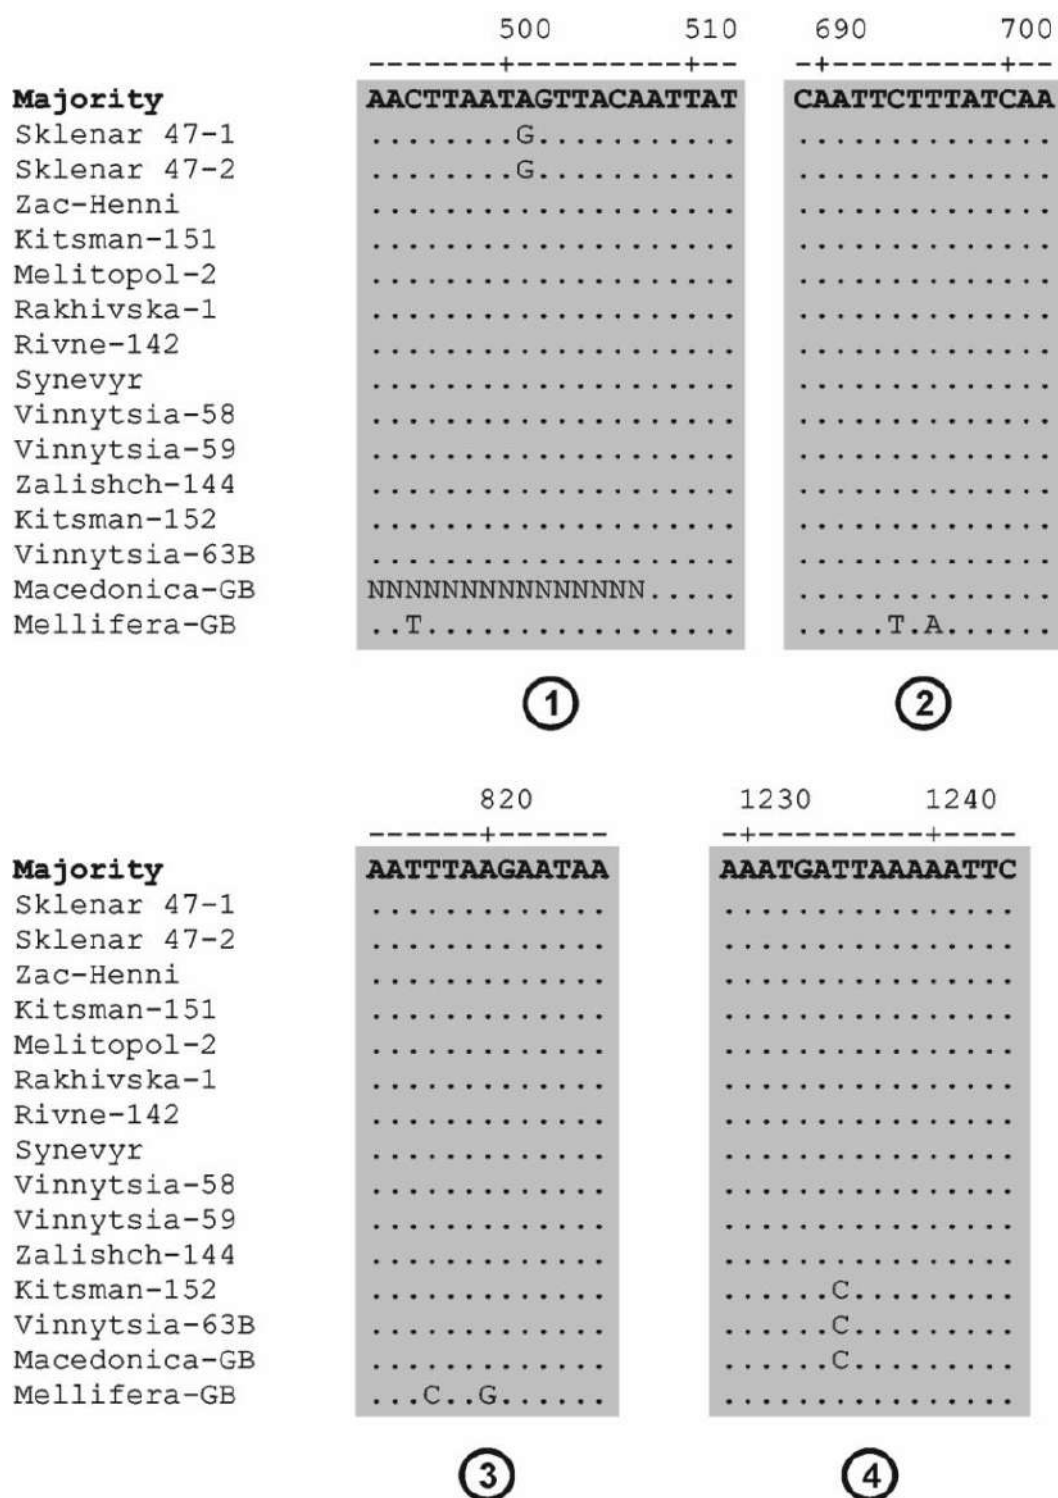 500 510 690 700
-------+---------+-- -+---------+--
Majority AACTTAATAGTTACAATTAT CAATTCTTTATCAA
Sklenar 47-1 ........G........... ..............
Sklenar 47-2 ........G........... ..............
Zac-Henni .................... ..............
Kitsman-151 .................... ..............
Melitopol-2 .................... ..............
Rakhivska-1 .................... ..............
Rivne-142 .................... ..............
Synevyr .................... ..............
Vinnytsia-58 .................... ..............
Vinnytsia-59 .................... ..............
Zalishch-144 .................... ..............
Kitsman-152 .................... ..............
Vinnytsia-63B .................... ..............
Macedonica-GB NNNNNNNNNNNNNNN..... ..............
Mellifera-GB ..T................. .....T.A......
1 2
820 1230 1240
------+------ -+---------+----
Majority AATTTAAGAATAA AAATGATTAAAAATTC
Sklenar 47-1 ............. ................
Sklenar 47-2 ............. ................
Zac-Henni ............. ................
Kitsman-151 ............. ................
Melitopol-2 ............. ................
Rakhivska-1 ............. ................
Rivne-142 ............. ................
Synevyr ............. ................
Vinnytsia-58 ............. ................
Vinnytsia-59 ............. ................
Zalishch-144 ............. ................
Kitsman-152 ............. ......C.........
Vinnytsia-63B ............. ......C.........
Macedonica-GB ............. ......C.........
Mellifera-GB ...C..G...... ................
3 4